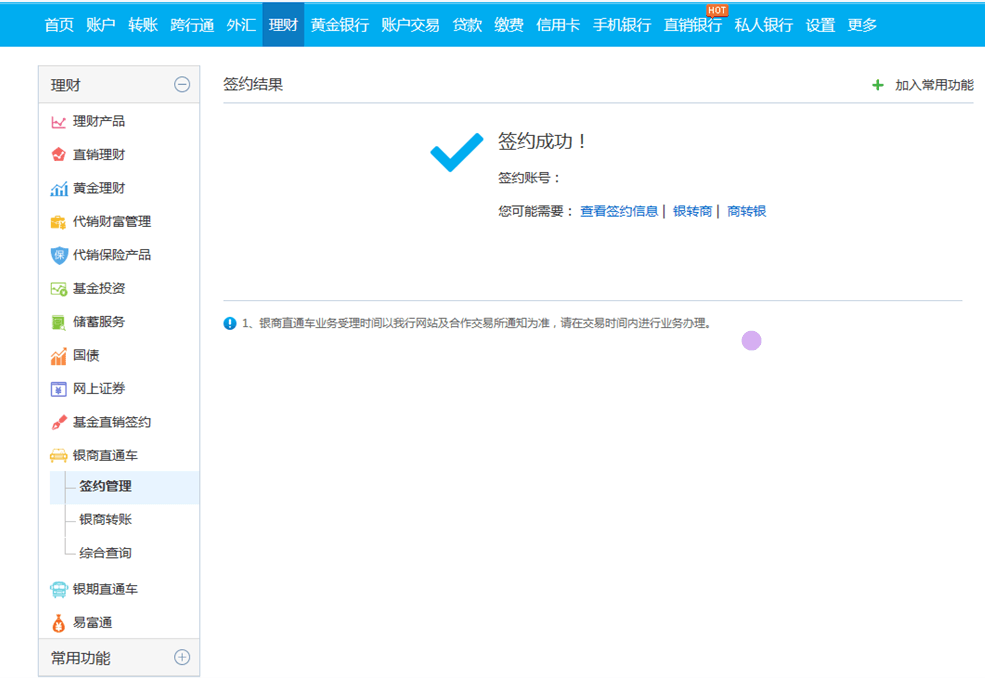 首页 账户 转账 跨行通 外汇 理财 黄金银行 账户交易 贷款 缴费 信用卡 手机银行 直销银行 HOT 私人银行 设置 更多
理财
签约结果
加入常用功能
理财产品
直销理财
黄金理财
代销财富管理
保 代销保险产品
基金投资
储蓄服务
国债
网上证券
基金直销签约
银商直通车
签约管理
银商转账
综合查询
银期直通车
易富通
常用功能
签约成功！
签约账号：
您可能需要：查看签约信息 | 银转商 | 商转银
1、银商直通车业务受理时间以我行网站及合作交易所通知为准，请在交易时间内进行业务办理。